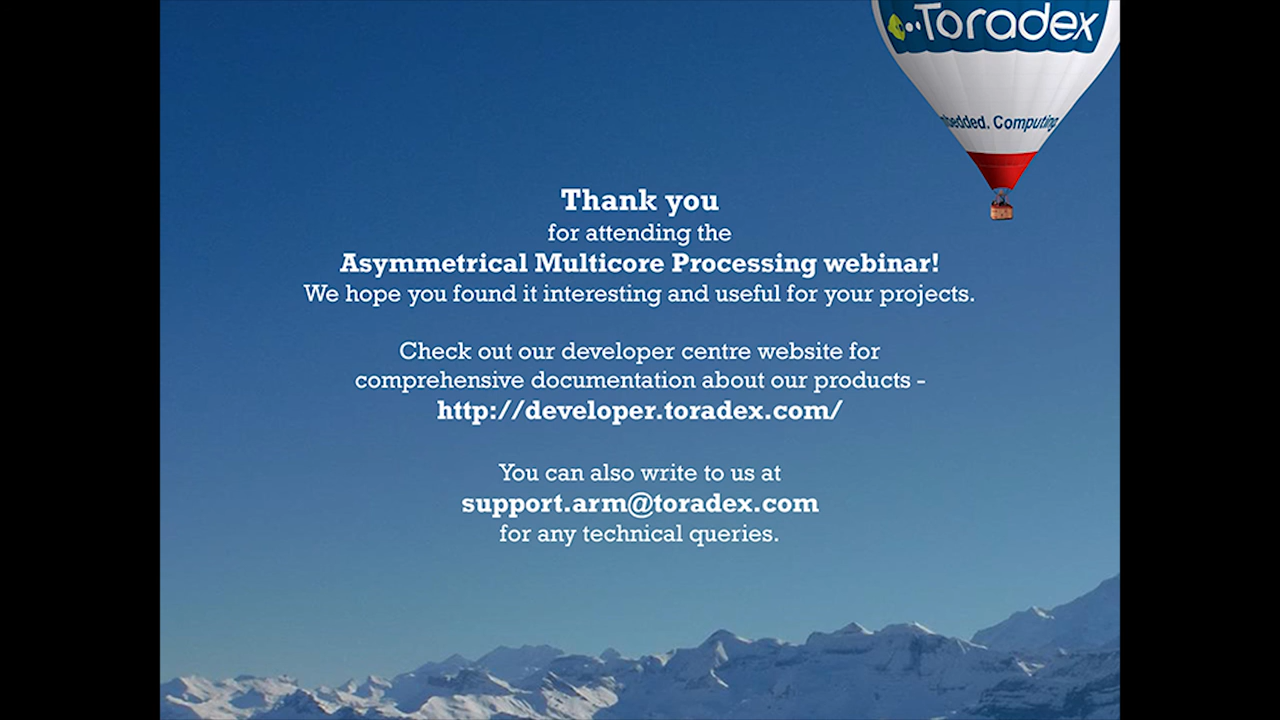 Toradex
Computing
Thank you
for attending the
Asymmetrical Multicore Processing webinar!
We hope you found it interesting and useful for your projects.
Check out our developer centre website for
comprehensive documentation about our products -
http://developer.toradex.com/
You can also write to us at
support.arm@toradex.com
for any technical queries.